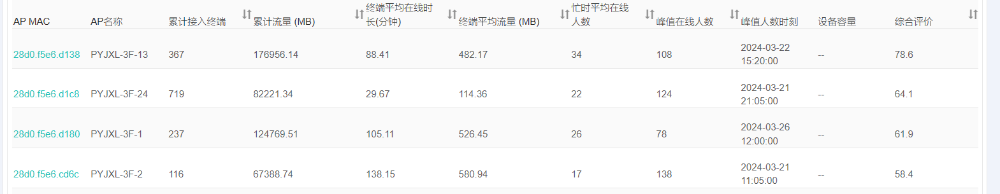 AP MAC AP名称 累计接入终端 累计流量 (MB) 终端平均在线时长(分钟) 终端平均流量 (MB) 忙时平均在线人数 峰值在线人数 峰值人数时刻 设备容量 综合评价
28d0.f5e6.d138 PYJXL-3F-13 367 176956.14 88.41 482.17 34 108 2024-03-22 15:20:00 -- 78.6
28d0.f5e6.d1c8 PYJXL-3F-24 719 82221.34 29.67 114.36 22 124 2024-03-21 21:05:00 -- 64.1
28d0.f5e6.d180 PYJXL-3F-1 237 124769.51 105.11 526.45 26 78 2024-03-26 12:00:00 -- 61.9
28d0.f5e6.cd6c PYJXL-3F-2 116 67388.74 138.15 580.94 17 138 2024-03-21 11:05:00 -- 58.4